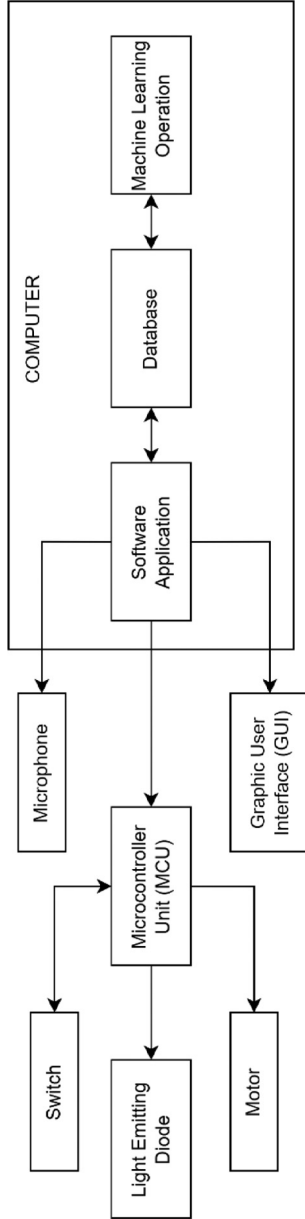 COMPUTER
Switch
Microphone
Light Emitting
Diode
Microcontroller
Unit (MCU)
Software
Application
Database
Machine Learning
Operation
Motor
Graphic User
Interface (GUI)